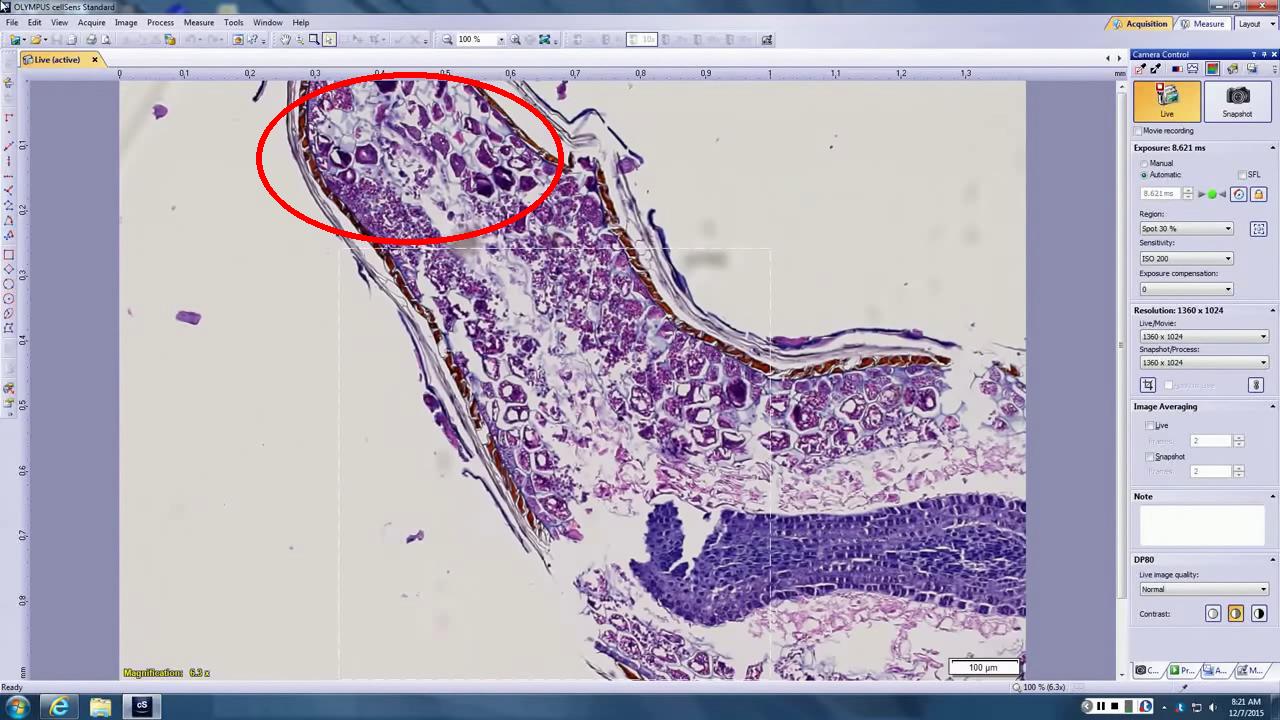 OLYMPUS cellSens Standard
File Edit View Acquire Image Process Measure Tools Window Help
Acquisition Measure Layout
100 %
10x
Live (active)
Camera Control
0 0,1 0,2 0,3 0,4 0,5 0,6 0,7 0,8 0,9 1 1,1 1,2 1,3 mm
0,1
0,2
0,3
0,4
0,5
0,6
0,7
0,8
mm
Live Snapshot
Movie recording
Exposure: 8.621 ms
Manual
Automatic SFL
8.621 ms
Region:
Spot 30 %
Sensitivity:
ISO 200
Exposure compensation:
0
Resolution: 1360 x 1024
Live/Movie:
1360 x 1024
Snapshot/Process:
1360 x 1024
Image Averaging
Live
Frames: 2
Snapshot
Frames: 2
Note
DP80
Live image quality:
Normal
Contrast:
Magnification: 6.3 x
100 µm
C... Pr... A... M...
Ready
100 % (6.3x)
cS
8:21 AM
12/7/2015